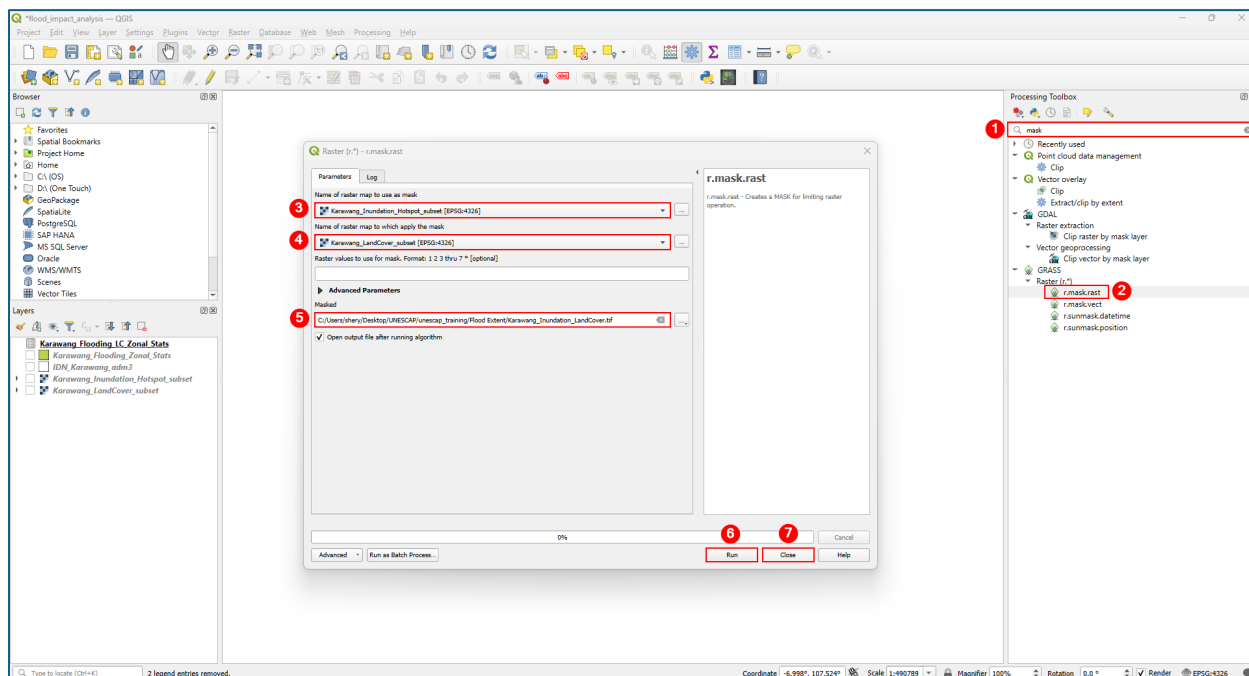 *flood_impact_analysis — QGIS
Project Edit View Layer Settings Plugins Vector Raster Database Web Mesh Processing Help
Browser
Favorites
Spatial Bookmarks
Project Home
Home
C:\ (OS)
D:\ (One Touch)
GeoPackage
SpatiaLite
PostgreSQL
SAP HANA
MS SQL Server
Oracle
WMS/WMTS
Scenes
Vector Tiles
Layers
Karawang_Flooding_LC_Zonal_Stats
Karawang_Flooding_Zonal_Stats
IDN_Karawang_adm3
Karawang_Inundation_Hotspot_subset
Karawang_LandCover_subset
Raster (r.*) - r.mask.rast
Parameters Log
Name of raster map to use as mask
3 Karawang_Inundation_Hotspot_subset [EPSG:4326] ...
Name of raster map to which apply the mask
4 Karawang_LandCover_subset [EPSG:4326] ...
Raster values to use for mask. Format: 1 2 3 thru 7 * [optional]
Advanced Parameters
Masked
5 C:/Users/shery/Desktop/UNESCAP/unescap_training/Flood Extent/Karawang_Inundation_LandCover.tif ...
Open output file after running algorithm
r.mask.rast
r.mask.rast - Creates a MASK for limiting raster
operation.
0%
Cancel
6 7
Advanced Run as Batch Process... Run Close Help
Processing Toolbox
1 mask
Recently used
Point cloud data management
Clip
Vector overlay
Clip
Extract/clip by extent
GDAL
Raster extraction
Clip raster by mask layer
Vector geoprocessing
Clip vector by mask layer
GRASS
Raster (r.*)
r.mask.rast 2
r.mask.vect
r.sunmask.datetime
r.sunmask.position
Type to locate (Ctrl+K) 2 legend entries removed. Coordinate -6.998°, 107.524° Scale 1:490789 Magnifier 100% Rotation 0.0 ° Render EPSG:4326